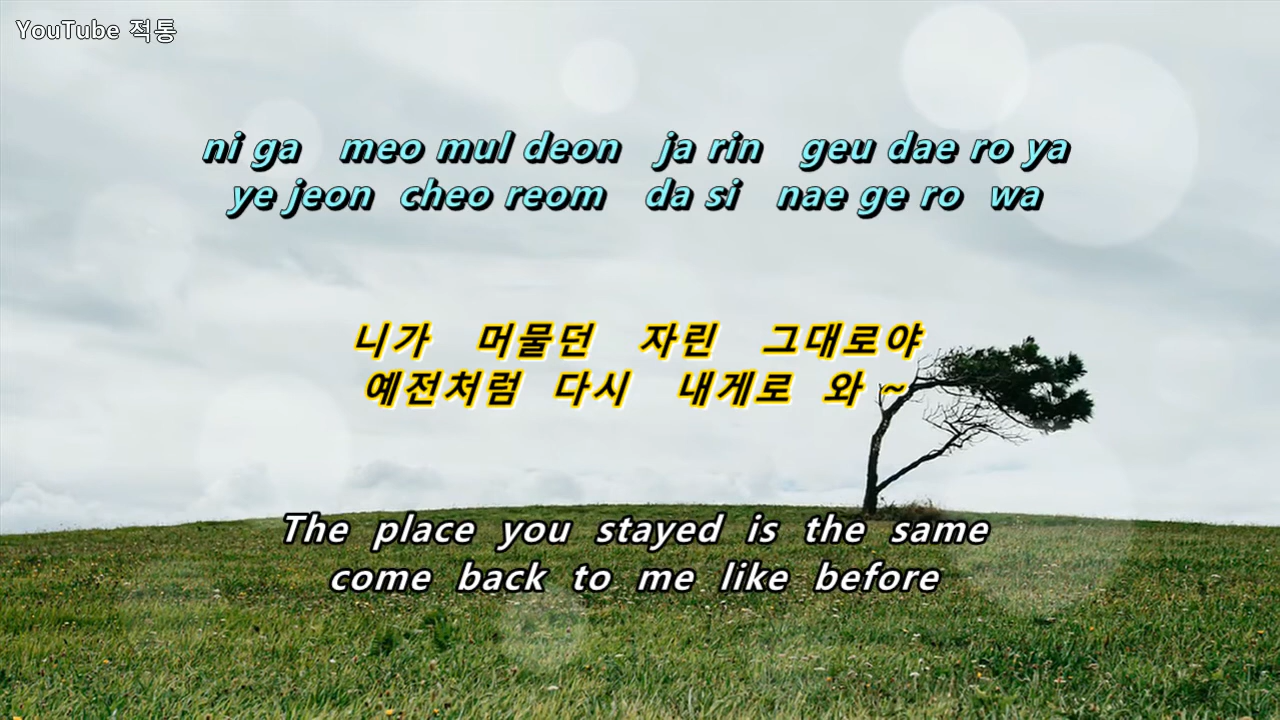 YouTube 적통
ni ga meo mul deon ja rin geu dae ro ya
ye jeon cheo reom da si nae ge ro wa
니가 머물던 자린 그대로야
예전처럼 다시 내게로 와 ~
The place you stayed is the same
come back to me like before